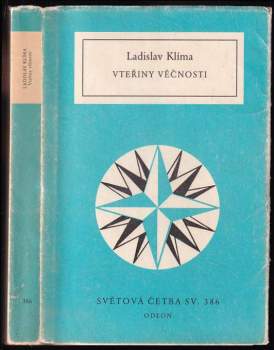 LADISLAV KLÍMA
Vteřiny věčnosti
386
Ladislav Klíma
VTEŘINY VĚČNOSTI
SVĚTOVÁ ČETBA SV. 386
ODEON